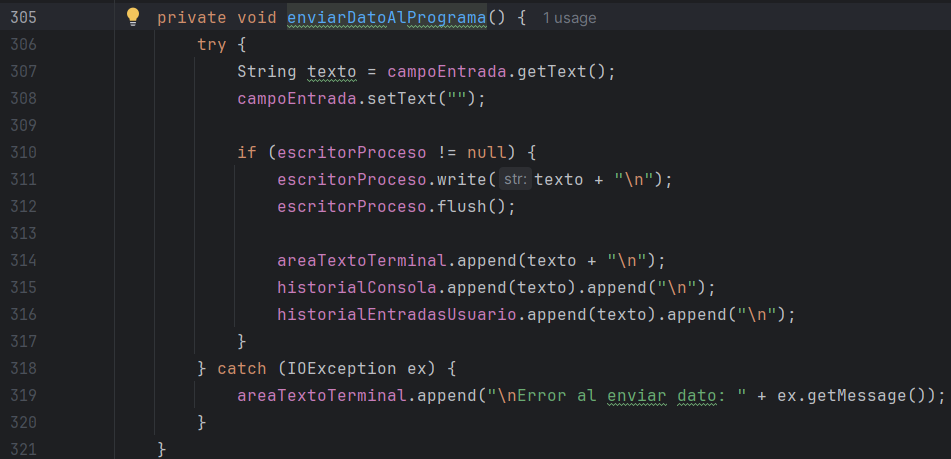 305 private void enviarDatoAlPrograma() { 1 usage
306 try {
307 String texto = campoEntrada.getText();
308 campoEntrada.setText("");
309
310 if (escritorProceso != null) {
311 escritorProceso.write( str: texto + "\n");
312 escritorProceso.flush();
313
314 areaTextoTerminal.append(texto + "\n");
315 historialConsola.append(texto).append("\n");
316 historialEntradasUsuario.append(texto).append("\n");
317 }
318 } catch (IOException ex) {
319 areaTextoTerminal.append("\nError al enviar dato: " + ex.getMessage());
320 }
321 }